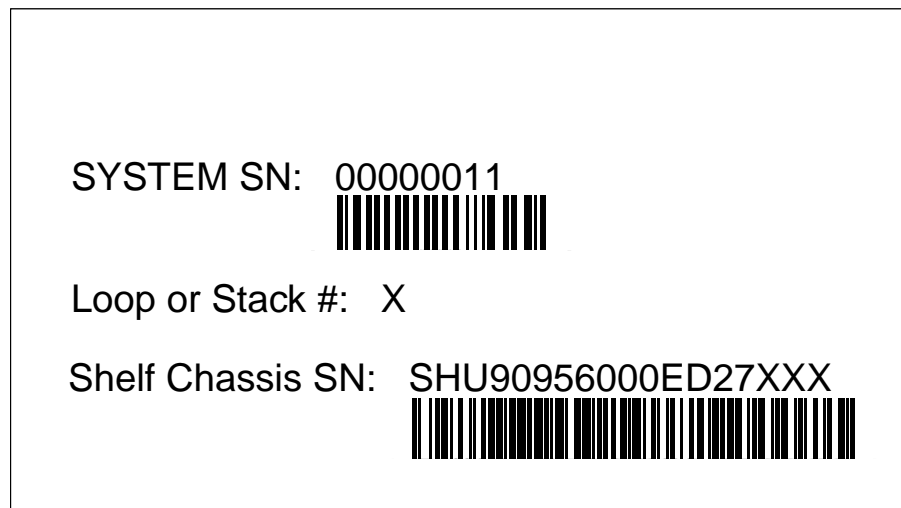 SYSTEM SN: 00000011
Loop or Stack #: X
Shelf Chassis SN: SHU90956000ED27XXX